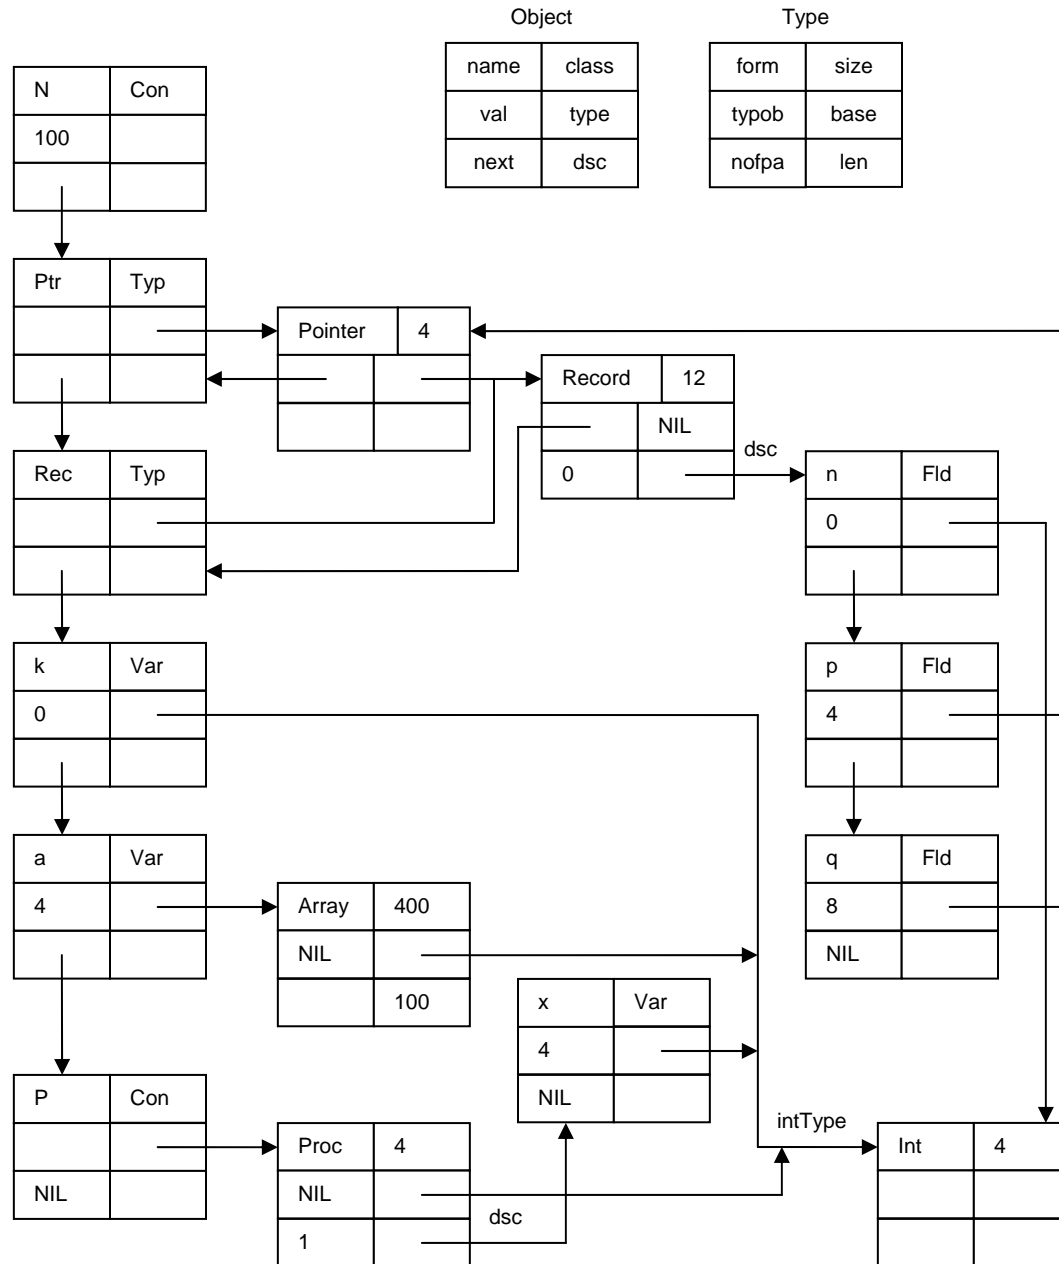 Object
Type
name class
val type
next dsc
form size
typob base
nofpa len
N Con
100
Ptr Typ
Pointer 4
Record 12
NIL
0
dsc
Rec Typ
n Fld
0
k Var
0
p Fld
4
a Var
4
q Fld
8
NIL
Array 400
NIL
100
x Var
4
NIL
P Con
NIL
Proc 4
NIL
1
dsc
intType
Int 4